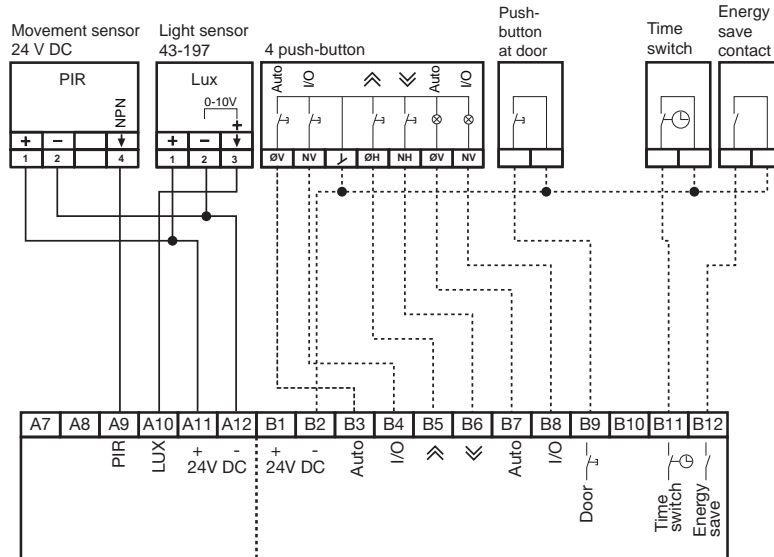 Movement sensor
24 V DC
Light sensor
43-197
4 push-button
Push-
button
at door
Time
switch
Energy
save
contact
PIR
NPN
+ −
1 2 4
Lux
0-10V
+
+ −
1 2 3
Auto I/O Auto I/O
ØV NV ØH NH ØV NV
A7 A8 A9 A10 A11 A12 B1 B2 B3 B4 B5 B6 B7 B8 B9 B10 B11 B12
PIR
LUX
+ -
24V DC
+ -
24V DC
Auto
I/O
Auto
I/O
Door
Time
switch
Energy
save